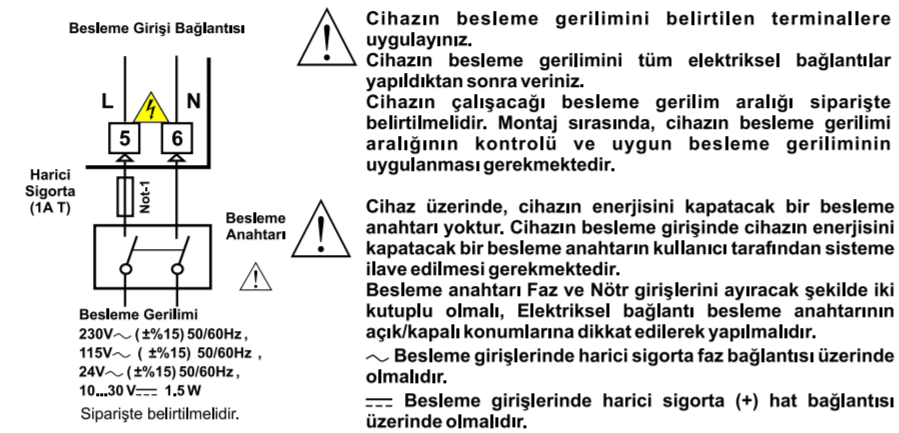 Besleme Girişi Bağlantısı
L N
5 6
Harici
Sigorta
(1A T)
Not-1
Besleme
Anahtarı
Besleme Gerilimi
230V∼ (±%15) 50/60Hz,
115V∼ ( ±%15) 50/60Hz ,
24V∼ (±%15) 50/60Hz,
10...30 V⎓ 1.5W
Siparişte belirtilmelidir.
Cihazın besleme gerilimini belirtilen terminallere
uygulayınız.
Cihazın besleme gerilimini tüm elektriksel bağlantılar
yapıldıktan sonra veriniz.
Cihazın çalışacağı besleme gerilim aralığı siparişte
belirtilmelidir. Montaj sırasında, cihazın besleme gerilimi
aralığının kontrolü ve uygun besleme geriliminin
uygulanması gerekmektedir.
Cihaz üzerinde, cihazın enerjisini kapatacak bir besleme
anahtarı yoktur. Cihazın besleme girişinde cihazın enerjisini
kapatacak bir besleme anahtarın kullanıcı tarafından sisteme
ilave edilmesi gerekmektedir.
Besleme anahtarı Faz ve Nötr girişlerini ayıracak şekilde iki
kutuplu olmalı, Elektriksel bağlantı besleme anahtarının
açık/kapalı konumlarına dikkat edilerek yapılmalıdır.
∼ Besleme girişlerinde harici sigorta faz bağlantısı üzerinde
olmalıdır.
⎓ Besleme girişlerinde harici sigorta (+) hat bağlantısı
üzerinde olmalıdır.